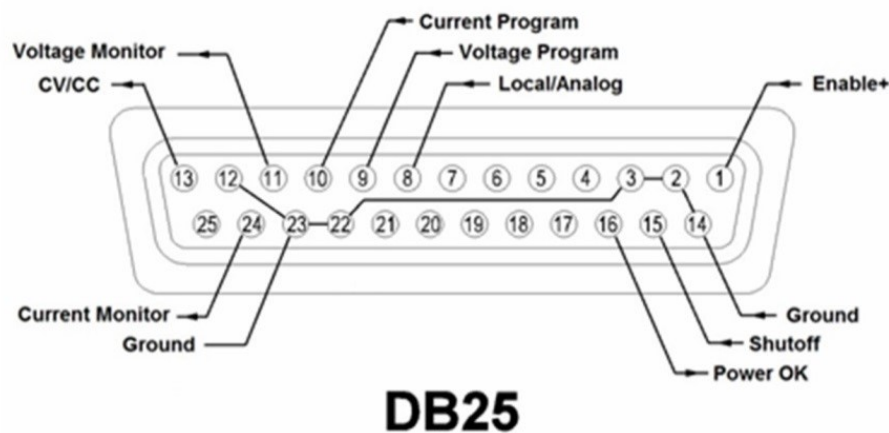 Current Program
Voltage Monitor
Voltage Program
CV/CC
Local/Analog
Enable+
13 12 11 10 9 8 7 6 5 4 3 2 1
25 24 23 22 21 20 19 18 17 16 15 14
Current Monitor
Ground
Ground
Shutoff
Power OK
DB25